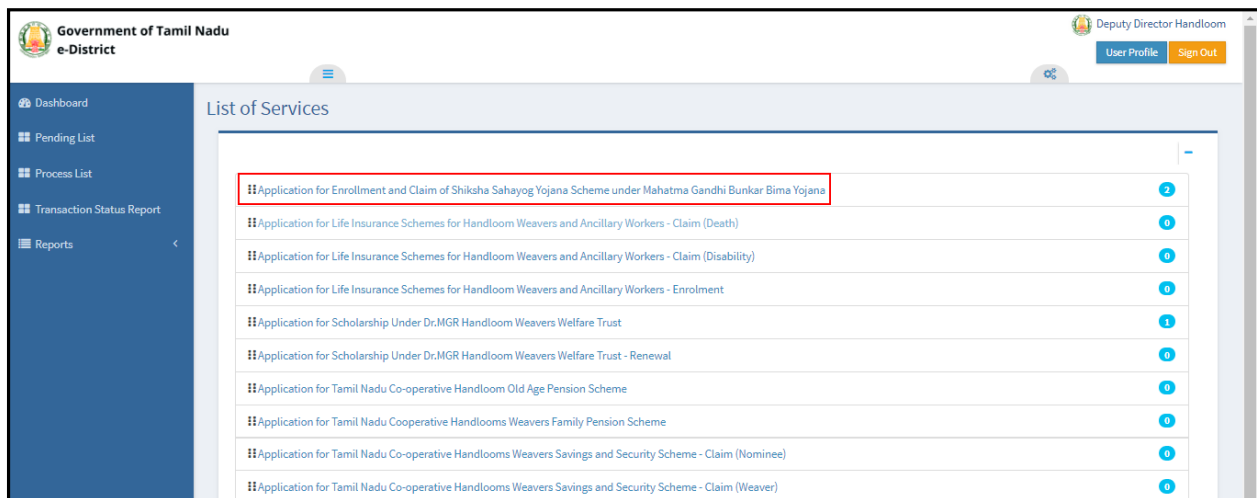 Government of Tamil Nadu
e-District
Deputy Director Handloom
User Profile
Sign Out
Dashboard
Pending List
Process List
Transaction Status Report
Reports
List of Services
Application for Enrollment and Claim of Shiksha Sahayog Yojana Scheme under Mahatma Gandhi Bunkar Bima Yojana 2
Application for Life Insurance Schemes for Handloom Weavers and Ancillary Workers - Claim (Death) 0
Application for Life Insurance Schemes for Handloom Weavers and Ancillary Workers - Claim (Disability) 0
Application for Life Insurance Schemes for Handloom Weavers and Ancillary Workers - Enrolment 0
Application for Scholarship Under Dr.MGR Handloom Weavers Welfare Trust 1
Application for Scholarship Under Dr.MGR Handloom Weavers Welfare Trust - Renewal 0
Application for Tamil Nadu Co-operative Handloom Old Age Pension Scheme 0
Application for Tamil Nadu Cooperative Handlooms Weavers Family Pension Scheme 0
Application for Tamil Nadu Co-operative Handlooms Weavers Savings and Security Scheme - Claim (Nominee) 0
Application for Tamil Nadu Co-operative Handlooms Weavers Savings and Security Scheme - Claim (Weaver) 0